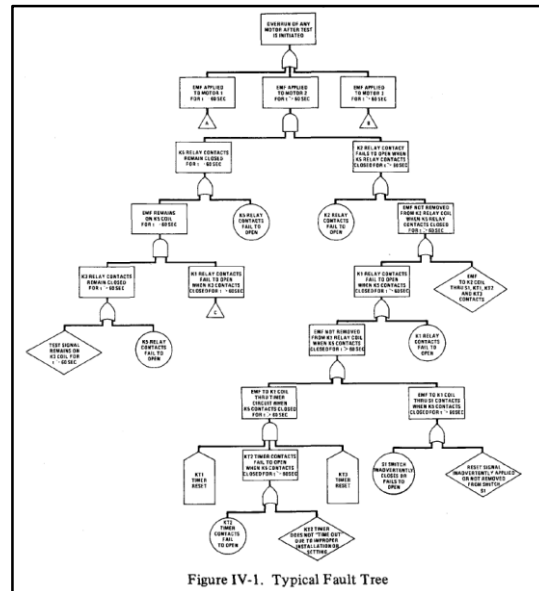 OVERRUN OF ANY
MOTOR AFTER TEST
IS INITIATED
EMF APPLIED
TO MOTOR 1
FOR t > 60 SEC
EMF APPLIED
TO MOTOR 2
FOR t > 60 SEC
EMF APPLIED
TO MOTOR 3
FOR t > 60 SEC
A
B
K5 RELAY CONTACTS
REMAIN CLOSED
FOR t > 60 SEC
K2 RELAY CONTACT
FAILS TO OPEN WHEN
K5 RELAY CONTACTS
CLOSED FOR t > 60 SEC
EMF REMAINS
ON K5 COIL
FOR t > 60 SEC
K5 RELAY
CONTACTS
FAIL TO
OPEN
K2 RELAY
CONTACTS
FAIL TO
OPEN
EMF NOT REMOVED
FROM K2 RELAY COIL
WHEN K5 RELAY
CONTACTS CLOSED
FOR t > 60 SEC
K3 RELAY CONTACTS
REMAIN CLOSED
FOR t > 60 SEC
K1 RELAY CONTACTS
FAIL TO OPEN
WHEN K3 CONTACTS
CLOSED FOR t > 60 SEC
C
K1 RELAY CONTACTS
FAIL TO OPEN
WHEN K5 CONTACTS
CLOSED FOR t > 60 SEC
EMF
TO K2 COIL
THRU S1, KT1, KT2
AND KT3
CONTACTS
TEST SIGNAL
REMAINS ON
K3 COIL FOR
t > 60 SEC
RELAY
CONTACTS
FAIL TO
OPEN
EMF NOT REMOVED
FROM K1 RELAY COIL
WHEN K5 CONTACTS
CLOSED FOR t > 60 SEC
K1 RELAY
CONTACTS
FAIL TO
OPEN
EMF TO K1 COIL
THRU TIMER
CIRCUIT WHEN
K5 CONTACTS CLOSED
FOR t > 60 SEC
EMF TO K1 COIL
THRU S1 CONTACTS
WHEN K5 CONTACTS
CLOSED FOR t > 60 SEC
KT1
TIMER
RESET
KT2 TIMER CONTACTS
FAIL TO OPEN
WHEN K5 CONTACTS
CLOSED FOR t > 60 SEC
KT3
TIMER
RESET
S1 SWITCH
INADVERTENTLY
CLOSES OR
FAILS TO
OPEN
RESET SIGNAL
INADVERTENTLY APPLIED
OR NOT REMOVED
FROM SWITCH
S1
KT2
TIMER
CONTACTS
FAIL
TO OPEN
KT2 TIMER
DOES NOT "TIME OUT"
DUE TO IMPROPER
INSTALLATION OR
SETTING
Figure IV-1. Typical Fault Tree